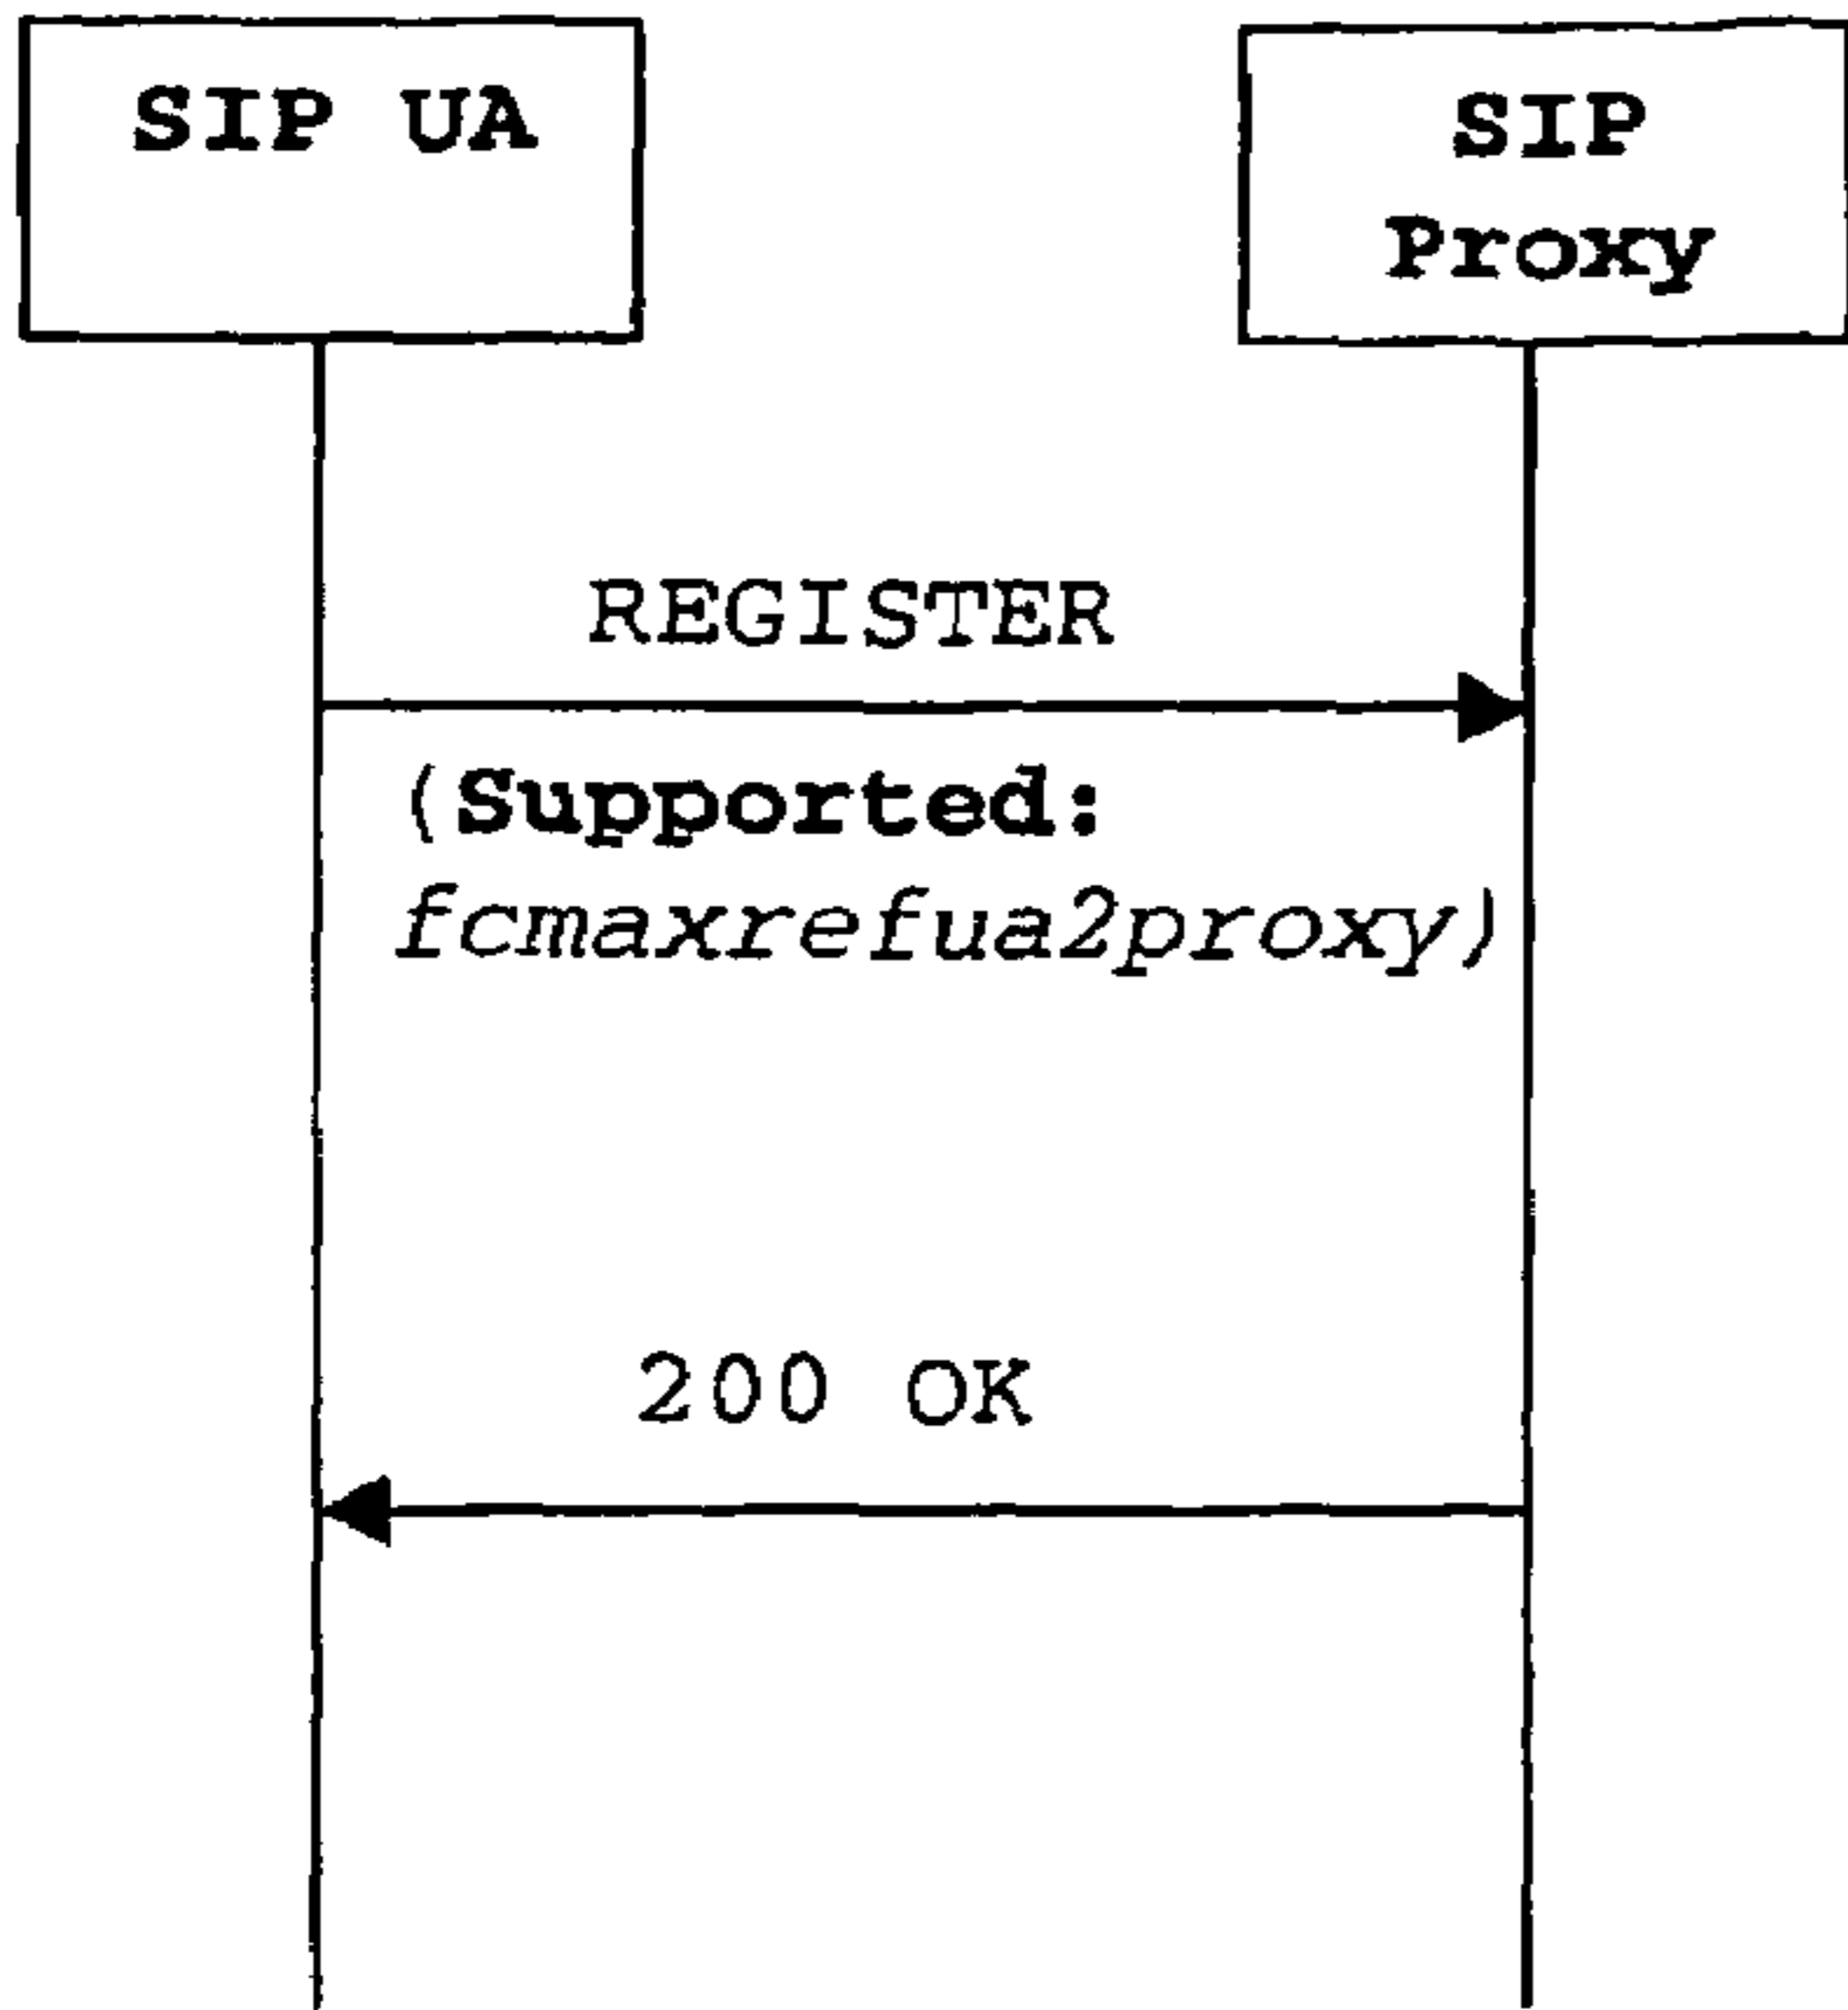 SIP UA
SIP
Proxy
REGISTER
(Supported:
fcmaxrefua2proxy)
200 OK